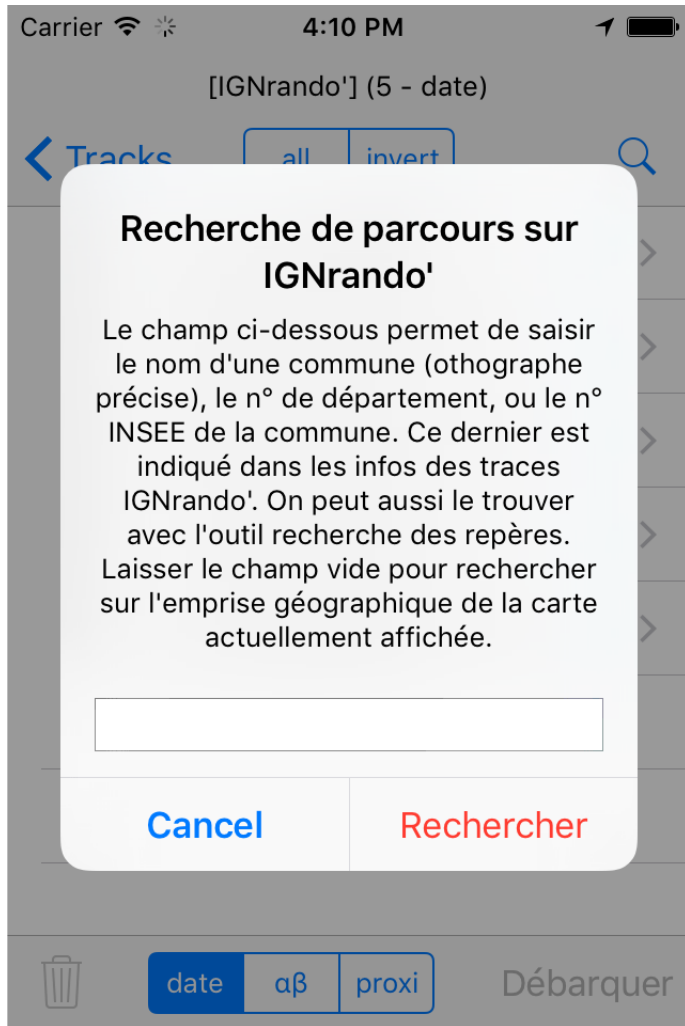 Carrier 4:10 PM
[IGNrando'] (5 - date)
Tracks all invert
Recherche de parcours sur
IGNrando'
Le champ ci-dessous permet de saisir
le nom d'une commune (othographe
précise), le n° de département, ou le n°
INSEE de la commune. Ce dernier est
indiqué dans les infos des traces
IGNrando'. On peut aussi le trouver
avec l'outil recherche des repères.
Laisser le champ vide pour rechercher
sur l'emprise géographique de la carte
actuellement affichée.
Cancel Rechercher
date αβ proxi Débarquer